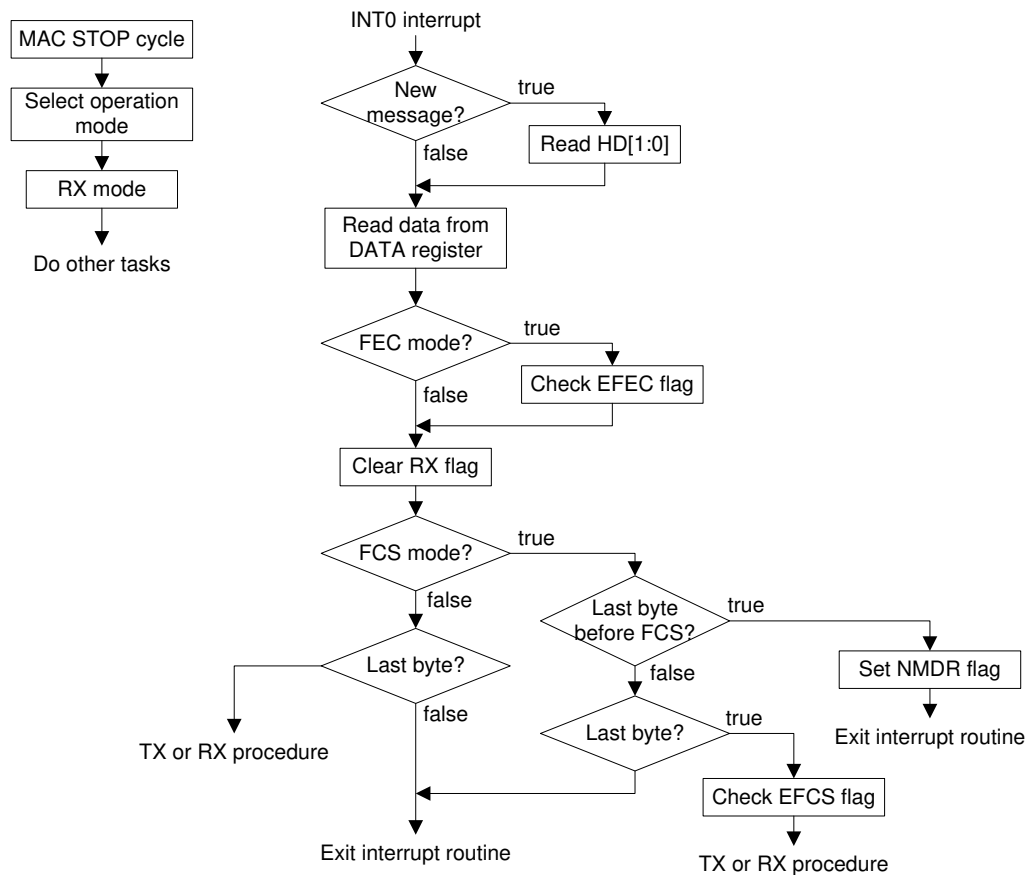 MAC STOP cycle
Select operation
mode
RX mode
Do other tasks
INT0 interrupt
New
message?
true
false
Read HD[1:0]
Read data from
DATA register
FEC mode?
true
false
Check EFEC flag
Clear RX flag
FCS mode?
true
false
Last byte
before FCS?
true
false
Last byte?
false
Set NMDR flag
TX or RX procedure
Last byte?
true
Exit interrupt routine
Check EFCS flag
Exit interrupt routine
TX or RX procedure